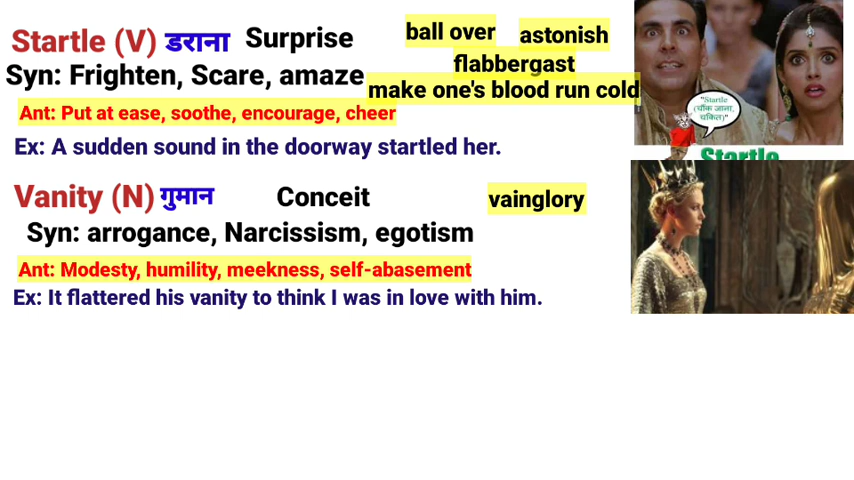 Startle (V) डराना Surprise
ball over astonish
flabbergast
Syn: Frighten, Scare, amaze
make one's blood run cold
Ant: Put at ease, soothe, encourage, cheer
Ex: A sudden sound in the doorway startled her.
"Startle
(चौंक जाना,
चकित)"
Startle
Vanity (N) गुमान Conceit vainglory
Syn: arrogance, Narcissism, egotism
Ant: Modesty, humility, meekness, self-abasement
Ex: It flattered his vanity to think I was in love with him.